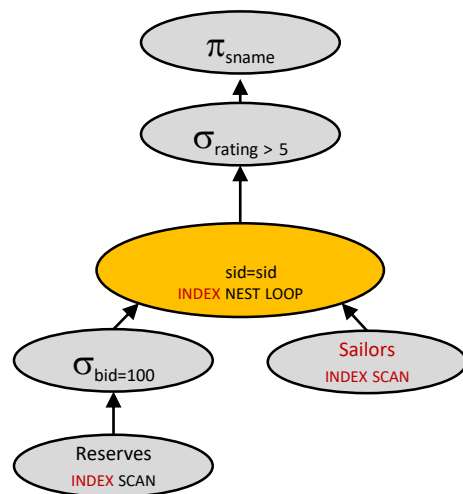 πsname
σrating > 5
sid=sid
INDEX NEST LOOP
σbid=100
Sailors
INDEX SCAN
Reserves
INDEX SCAN